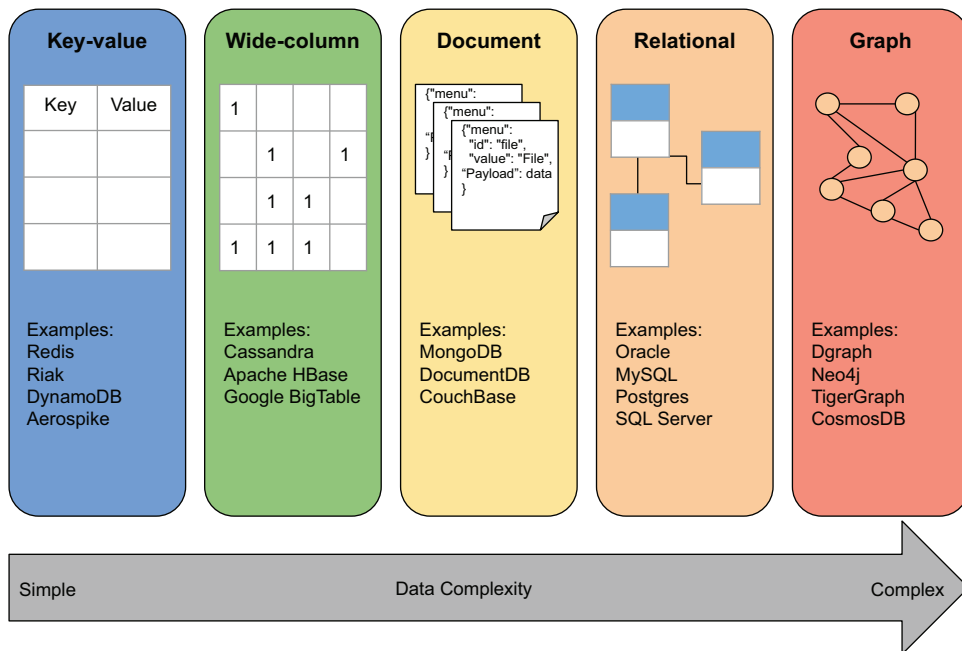 Key-value
Key Value
Examples:
Redis
Riak
DynamoDB
Aerospike
Wide-column
1
1 1
1 1
1 1 1
Examples:
Cassandra
Apache HBase
Google BigTable
Document
{"menu":
“F
}
{"menu":
“F
}
{"menu":
"id": "file",
"value": "File",
“Payload”: data
}
Examples:
MongoDB
DocumentDB
CouchBase
Relational
Examples:
Oracle
MySQL
Postgres
SQL Server
Graph
Examples:
Dgraph
Neo4j
TigerGraph
CosmosDB
Simple Data Complexity Complex